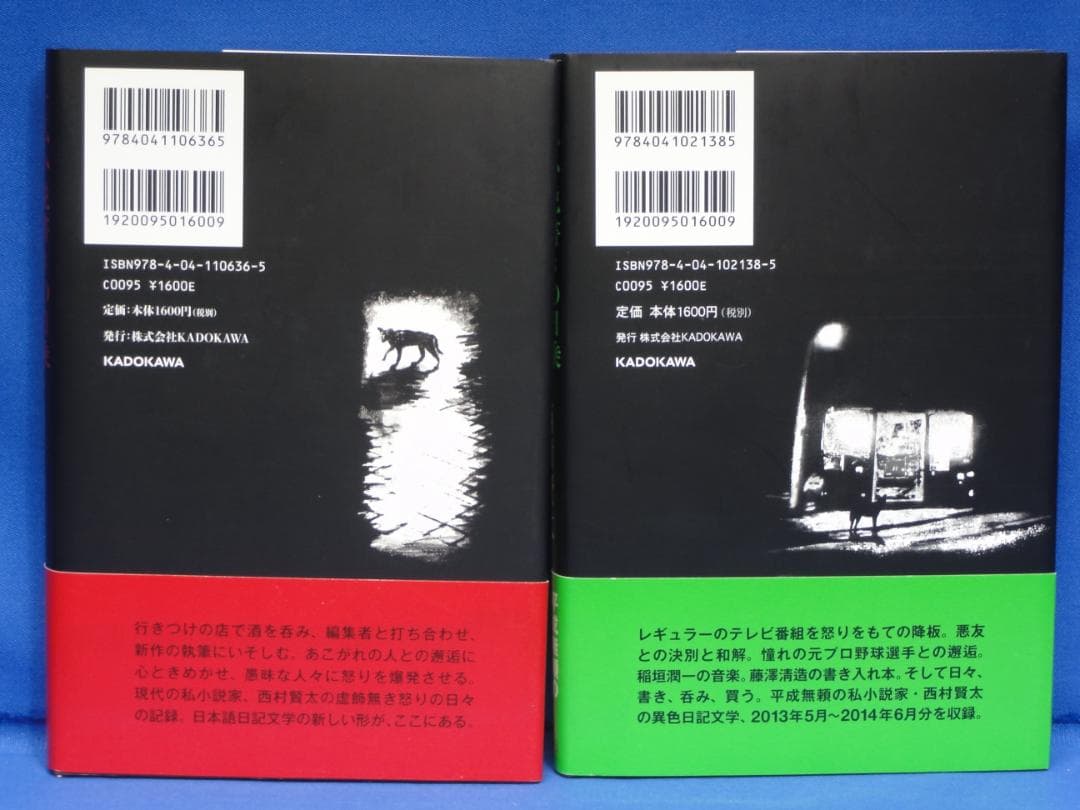 9784041106365
1920095016009
ISBN978-4-04-110636-5
C0095 ¥1600E
定価:本体1600円(税別)
発行:株式会社KADOKAWA
KADOKAWA
行きつけの店で酒を呑み、編集者と打ち合わせ、
新作の執筆にいそしむ。あこがれの人との邂逅に
心ときめかせ、愚昧な人々に怒りを爆発させる。
現代の私小説家、西村賢太の虚飾無き怒りの日々
の記録。日本語日記文学の新しい形が、ここにある。
9784041021385
1920095016009
ISBN978-4-04-102138-5
C0095 ¥1600E
定価 本体1600円(税別)
発行 株式会社KADOKAWA
KADOKAWA
レギュラーのテレビ番組を怒りをもての降板。悪友
との決別と和解。憧れの元プロ野球選手との邂逅。
稲垣潤一の音楽。藤澤清造の書き入れ本。そして日々、
書き、呑み、買う。平成無頼の私小説家・西村賢太
の異色日記文学、2013年5月〜2014年6月分を収録。